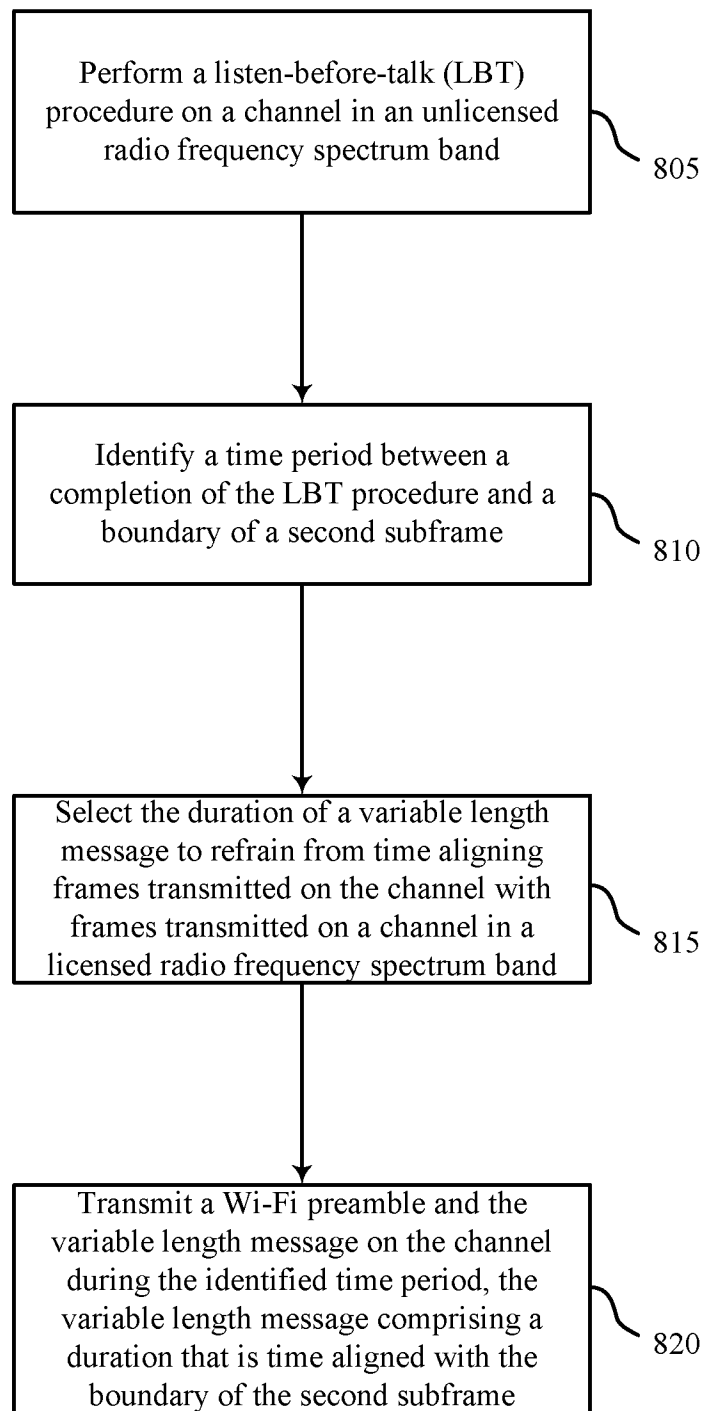 Perform a listen-before-talk (LBT)
procedure on a channel in an unlicensed
radio frequency spectrum band
805
Identify a time period between a
completion of the LBT procedure and a
boundary of a second subframe
810
Select the duration of a variable length
message to refrain from time aligning
frames transmitted on the channel with
frames transmitted on a channel in a
licensed radio frequency spectrum band
815
Transmit a Wi-Fi preamble and the
variable length message on the channel
during the identified time period, the
variable length message comprising a
duration that is time aligned with the
boundary of the second subframe
820